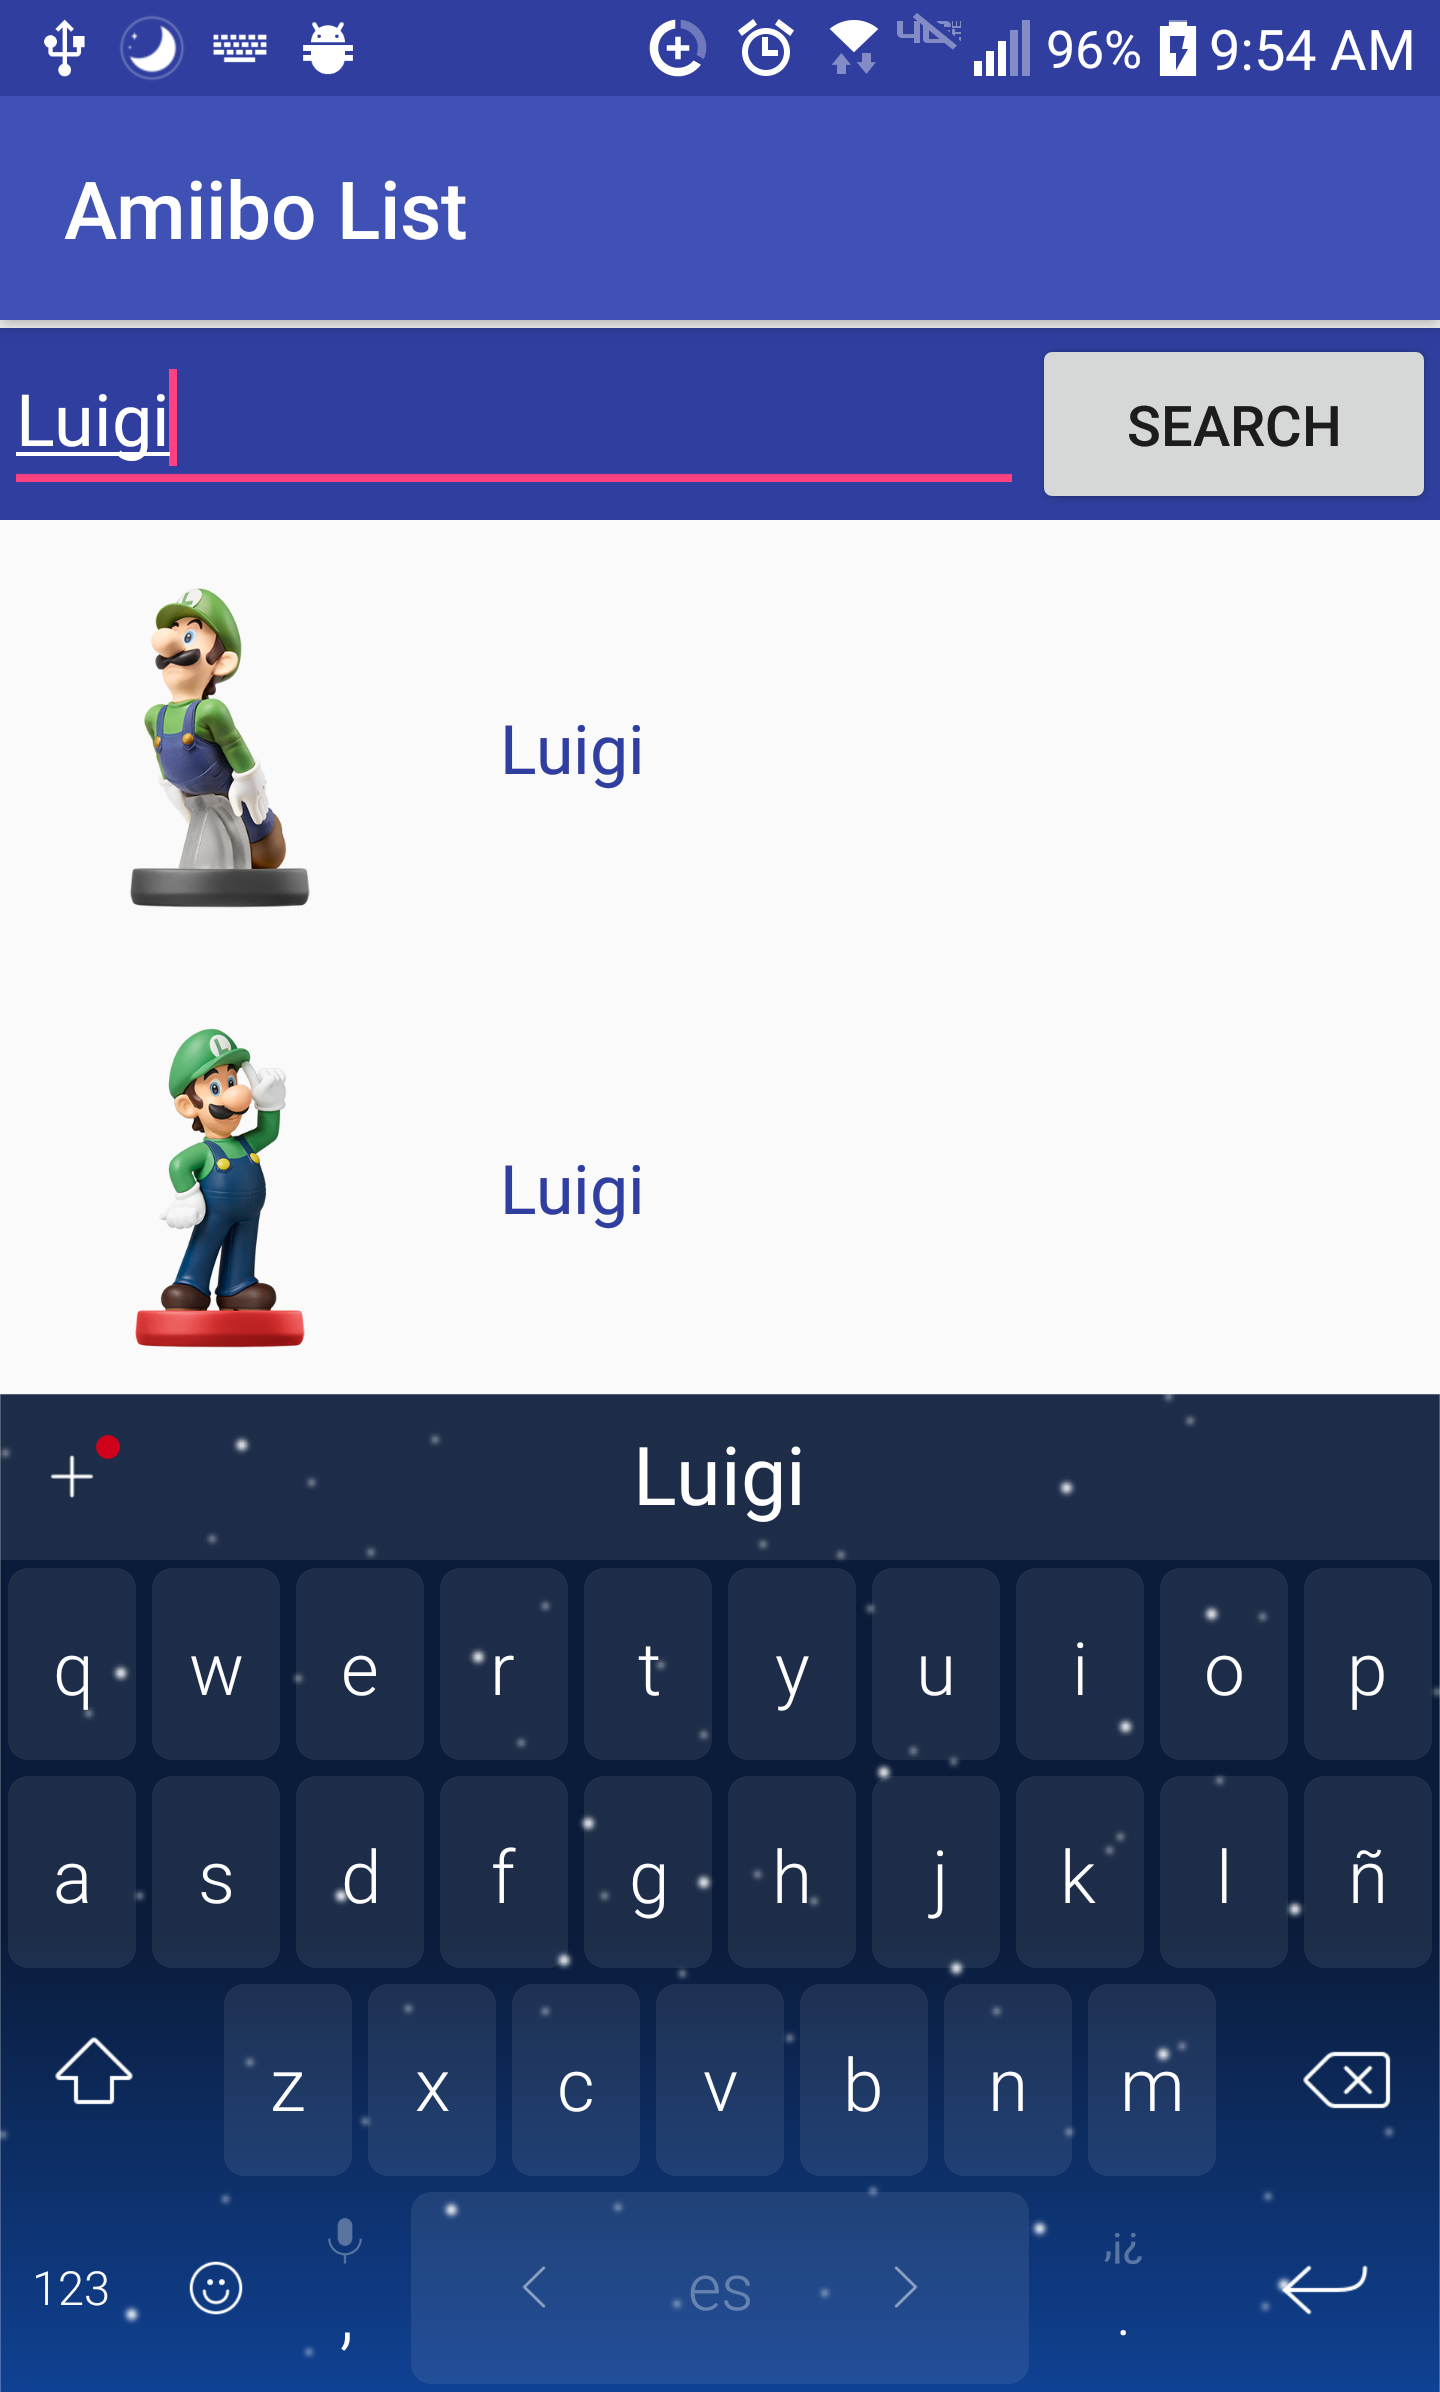 96% 9:54 AM
Amiibo List
Luigi SEARCH
Luigi
Luigi
Luigi
q w e r t y u i o p
a s d f g h j k l ñ
z x c v b n m
123 , es .